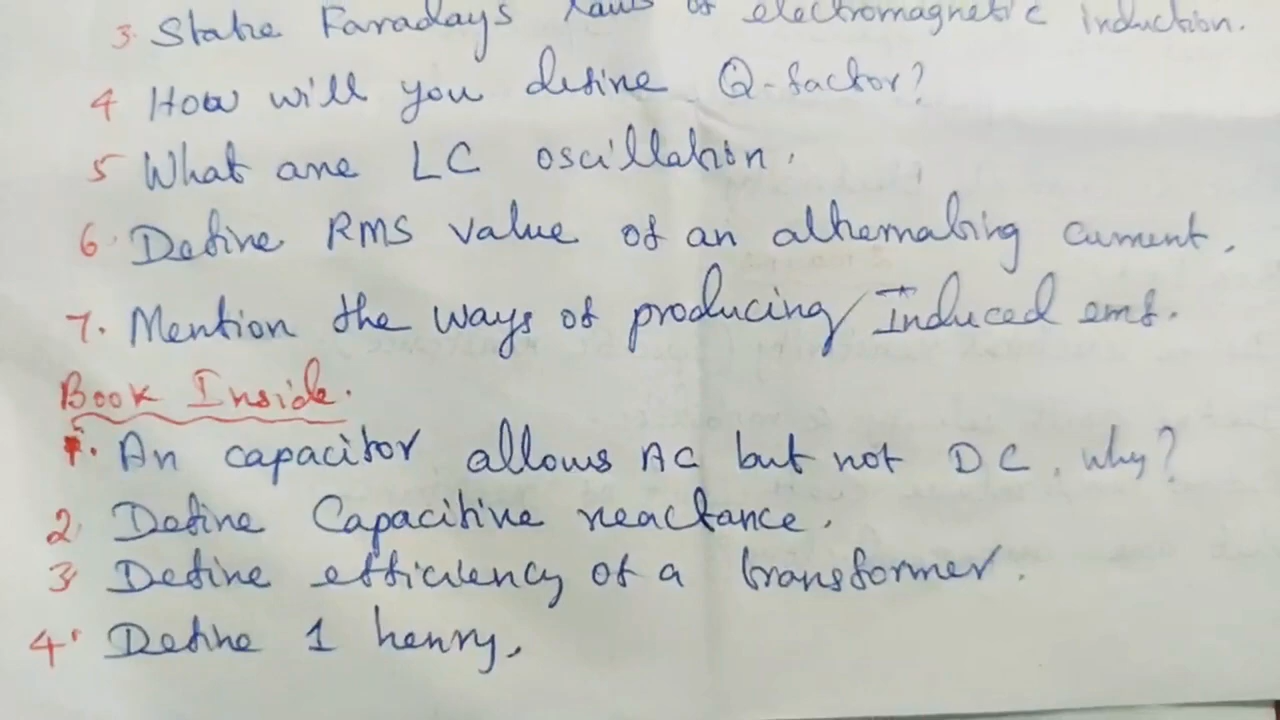 3. State Faradays laws of electromagnetic induction.
4 How will you define Q-factor?
5 What are LC oscillation.
6. Define RMS value of an alternating current.
7. Mention the ways of producing Induced emf.
Book Inside.
1. An capacitor allows AC but not DC. why?
2. Define Capacitive reactance.
3 Define efficiency of a transformer.
4. Define 1 henry.